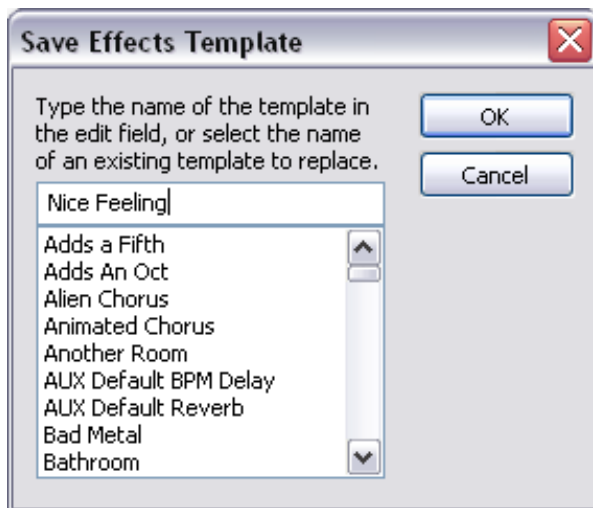 Save Effects Template
Type the name of the template in
the edit field, or select the name
of an existing template to replace.
OK
Cancel
Nice Feeling
Adds a Fifth
Adds An Oct
Alien Chorus
Animated Chorus
Another Room
AUX Default BPM Delay
AUX Default Reverb
Bad Metal
Bathroom